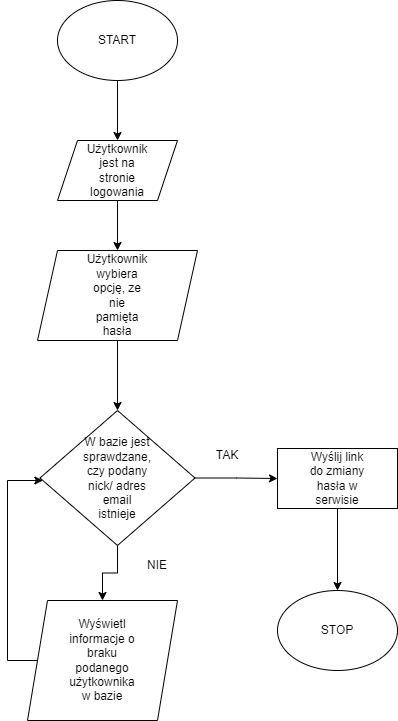 START
Użytkownik
jest na
stronie
logowania
Użytkownik
wybiera
opcję, ze
nie
pamięta
hasła
W bazie jest
sprawdzane,
czy podany
nick/ adres
email
istnieje
TAK
Wyślij link
do zmiany
hasła w
serwisie
NIE
Wyświetl
informacje o
braku
podanego
użytkownika
w bazie
STOP